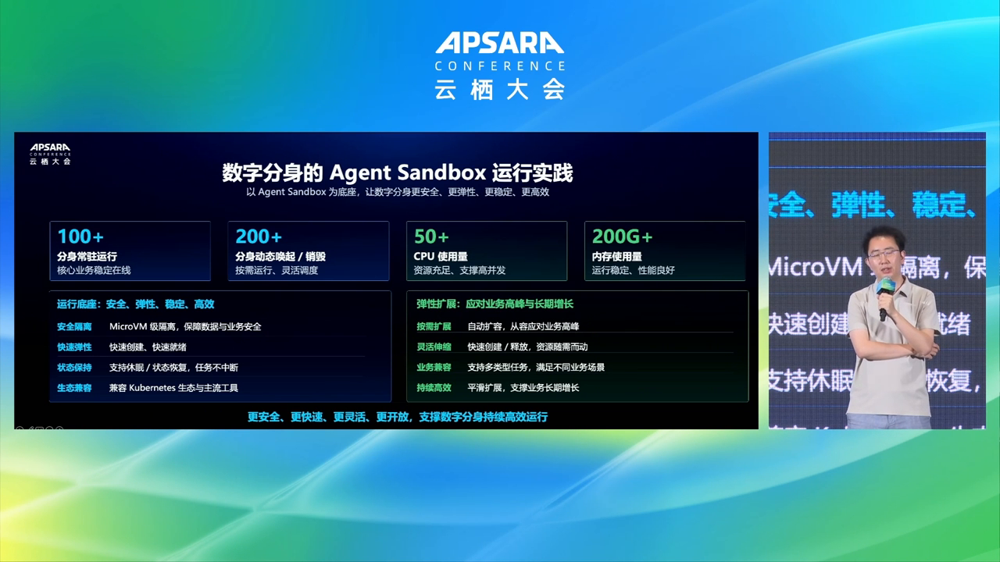 APSARA
CONFERENCE
云栖大会
APSARA
CONFERENCE
云栖大会
数字分身的 Agent Sandbox 运行实践
以 Agent Sandbox 为底座，让数字分身更安全、更弹性、更稳定、更高效
100+
分身常驻运行
核心业务稳定在线
200+
分身动态唤起 / 销毁
按需运行、灵活调度
50+
CPU 使用量
资源充足、支撑高并发
200G+
内存使用量
运行稳定、性能良好
运行底座：安全、弹性、稳定、高效
安全隔离 MicroVM 级隔离，保障数据与业务安全
快速弹性 快速创建、快速就绪
状态保持 支持休眠 / 状态恢复，任务不中断
生态兼容 兼容 Kubernetes 生态与主流工具
弹性扩展：应对业务高峰与长期增长
按需扩展 自动扩容，从容应对业务高峰
灵活伸缩 快速创建 / 释放，资源随需而动
业务兼容 支持多类型任务，满足不同业务场景
持续高效 平滑扩展，支撑业务长期增长
更安全、更快速、更灵活、更开放，支撑数字分身持续高效运行
安全、弹性、稳定、
MicroVM 隔离，保
快速创建 就绪
支持休眠 恢复，